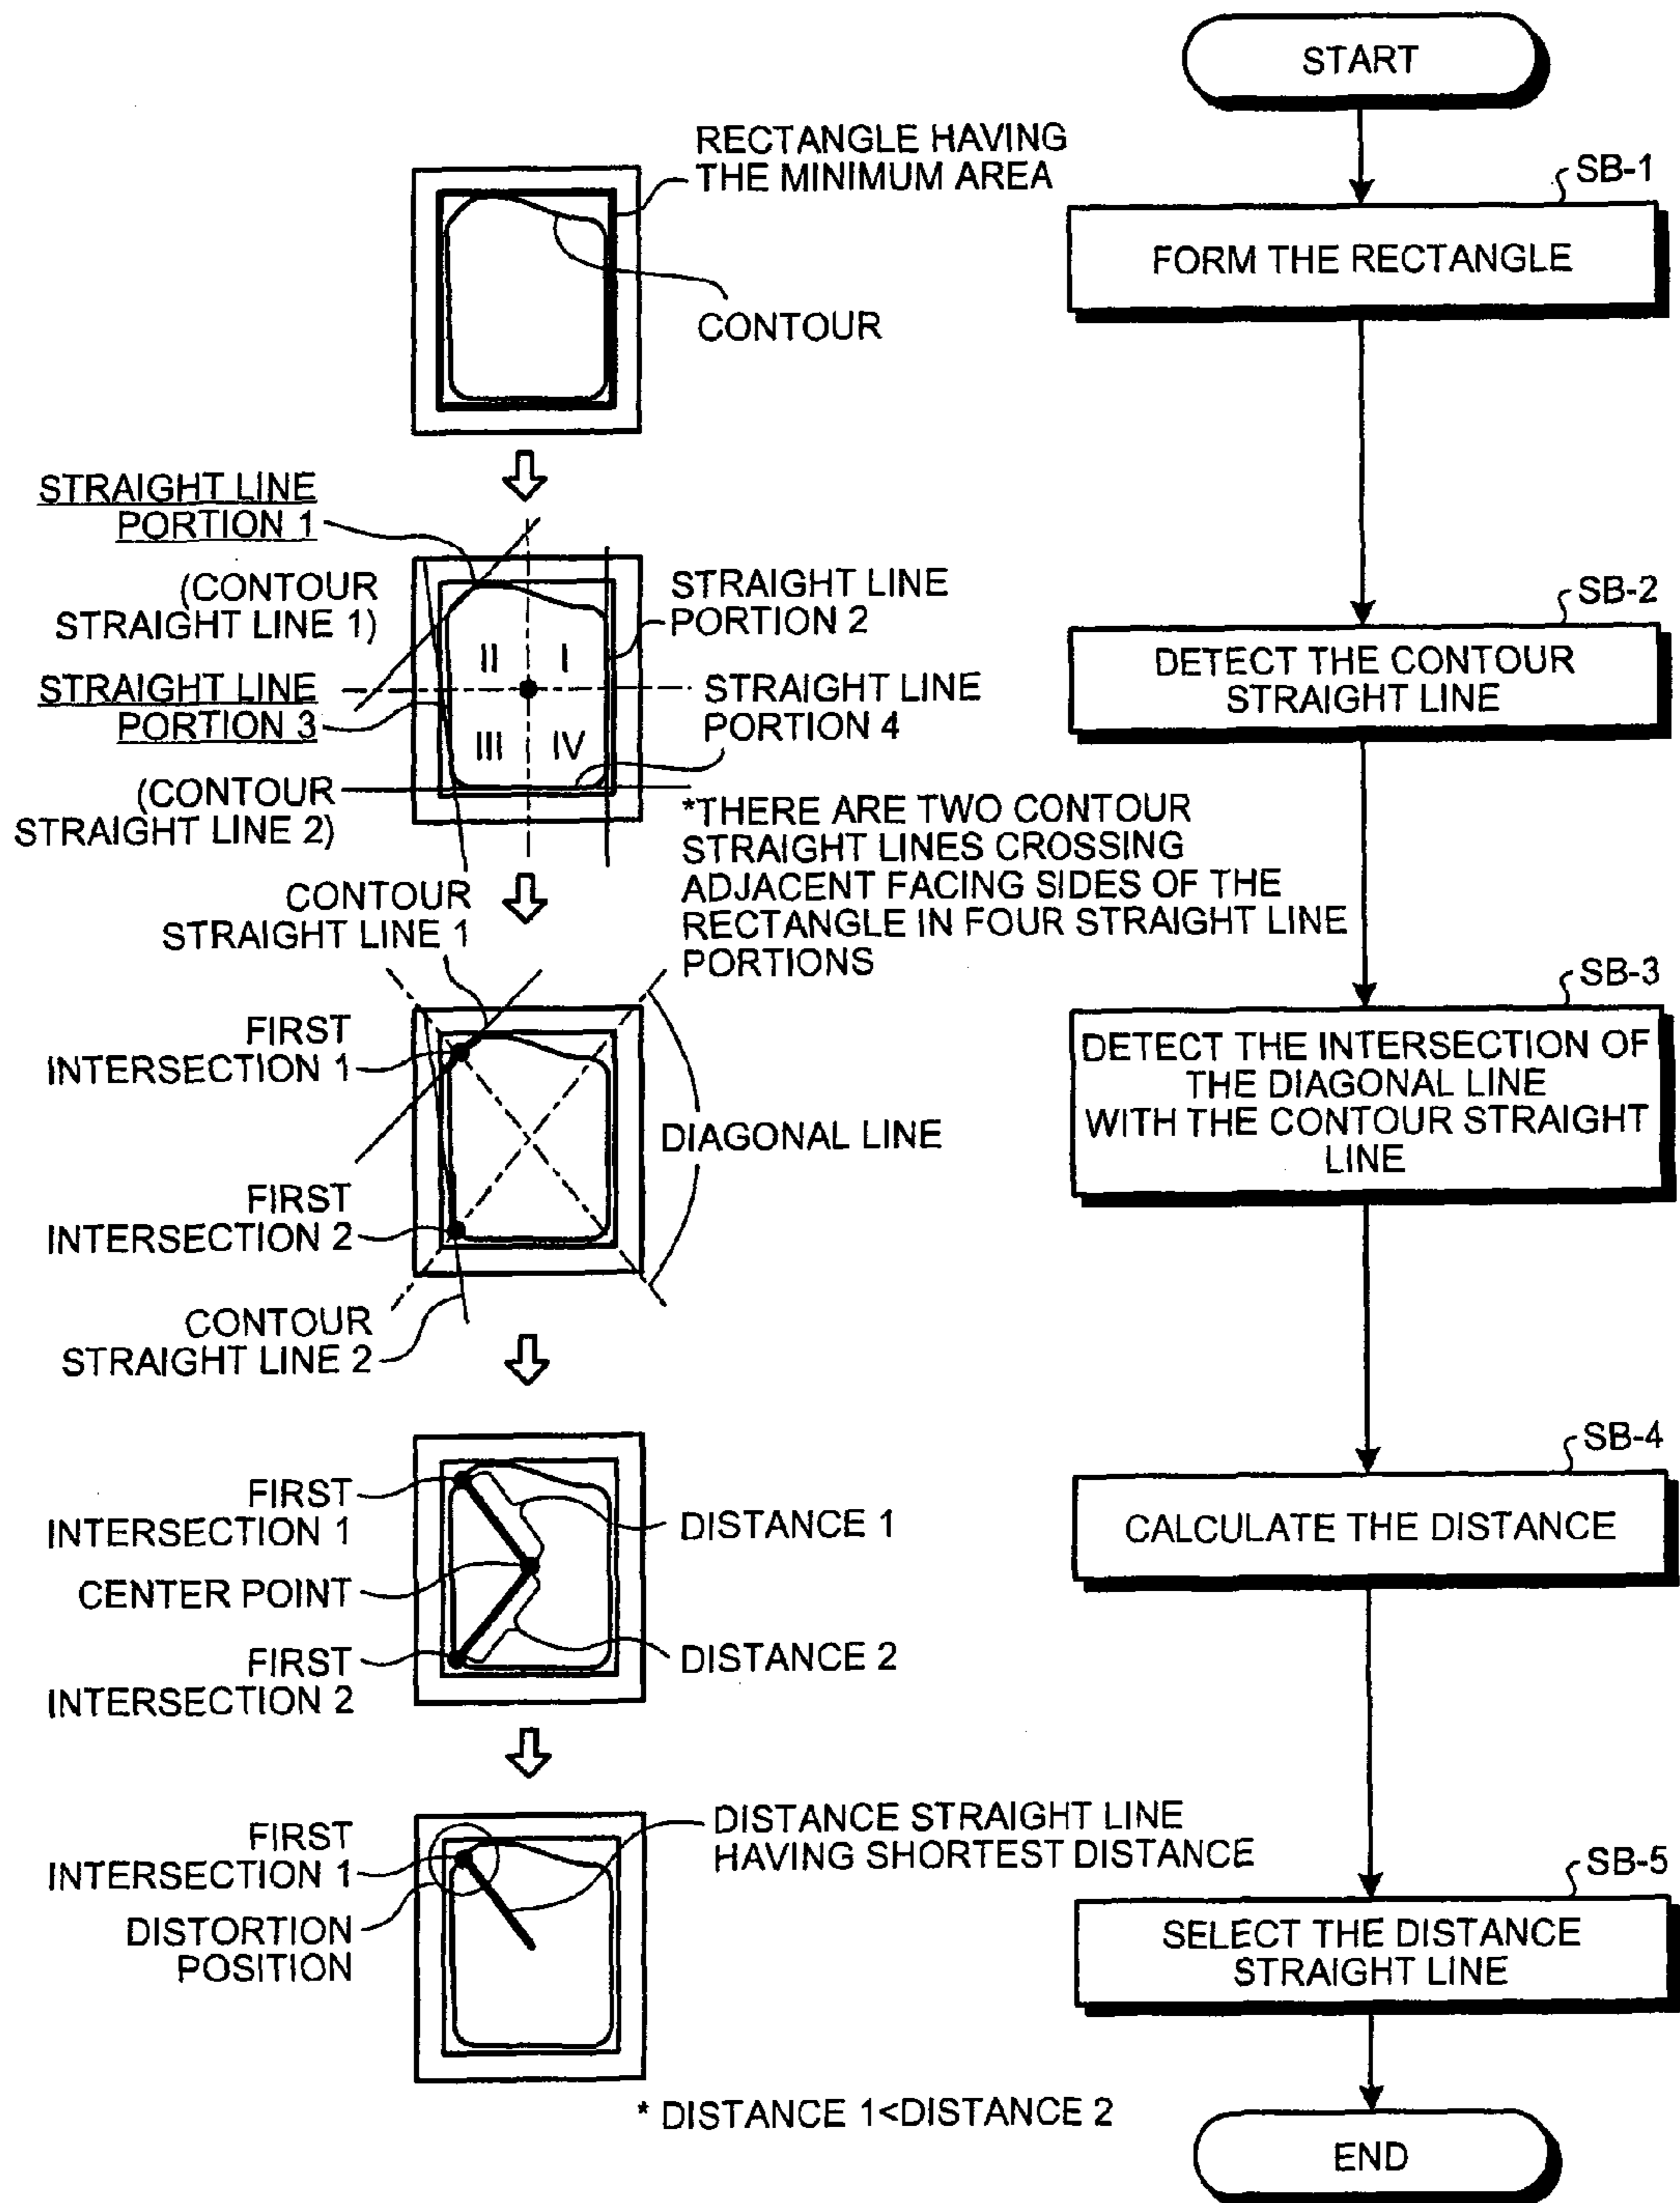 START
RECTANGLE HAVING
THE MINIMUM AREA
SB-1
FORM THE RECTANGLE
CONTOUR
STRAIGHT LINE
PORTION 1
(CONTOUR
STRAIGHT LINE 1)
STRAIGHT LINE
PORTION 2
II
I
STRAIGHT LINE
PORTION 3
STRAIGHT LINE
PORTION 4
III
IV
(CONTOUR
STRAIGHT LINE 2)
SB-2
DETECT THE CONTOUR
STRAIGHT LINE
*THERE ARE TWO CONTOUR
STRAIGHT LINES CROSSING
ADJACENT FACING SIDES OF THE
RECTANGLE IN FOUR STRAIGHT LINE
PORTIONS
CONTOUR
STRAIGHT LINE 1
FIRST
INTERSECTION 1
DIAGONAL LINE
FIRST
INTERSECTION 2
CONTOUR
STRAIGHT LINE 2
SB-3
DETECT THE INTERSECTION OF
THE DIAGONAL LINE
WITH THE CONTOUR STRAIGHT
LINE
FIRST
INTERSECTION 1
DISTANCE 1
CENTER POINT
FIRST
INTERSECTION 2
DISTANCE 2
SB-4
CALCULATE THE DISTANCE
FIRST
INTERSECTION 1
DISTORTION
POSITION
DISTANCE STRAIGHT LINE
HAVING SHORTEST DISTANCE
SB-5
SELECT THE DISTANCE
STRAIGHT LINE
* DISTANCE 1<DISTANCE 2
END